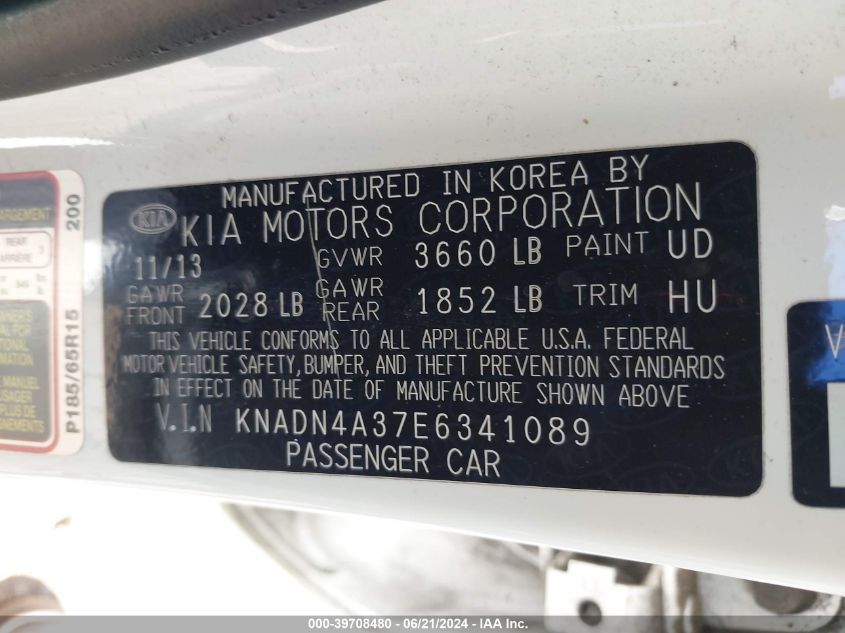 MANUFACTURED IN KOREA BY
KIA KIA MOTORS CORPORATION
11/13 GVWR 3660 LB PAINT UD
GAWR FRONT 2028 LB GAWR REAR 1852 LB TRIM HU
THIS VEHICLE CONFORMS TO ALL APPLICABLE U.S.A. FEDERAL
MOTOR VEHICLE SAFETY, BUMPER, AND THEFT PREVENTION STANDARDS
IN EFFECT ON THE DATE OF MANUFACTURE SHOWN ABOVE
V.I.N KNADN4A37E6341089
PASSENGER CAR
P185/65R15 200
REAR
000-39708480 - 06/21/2024 - IAA Inc.